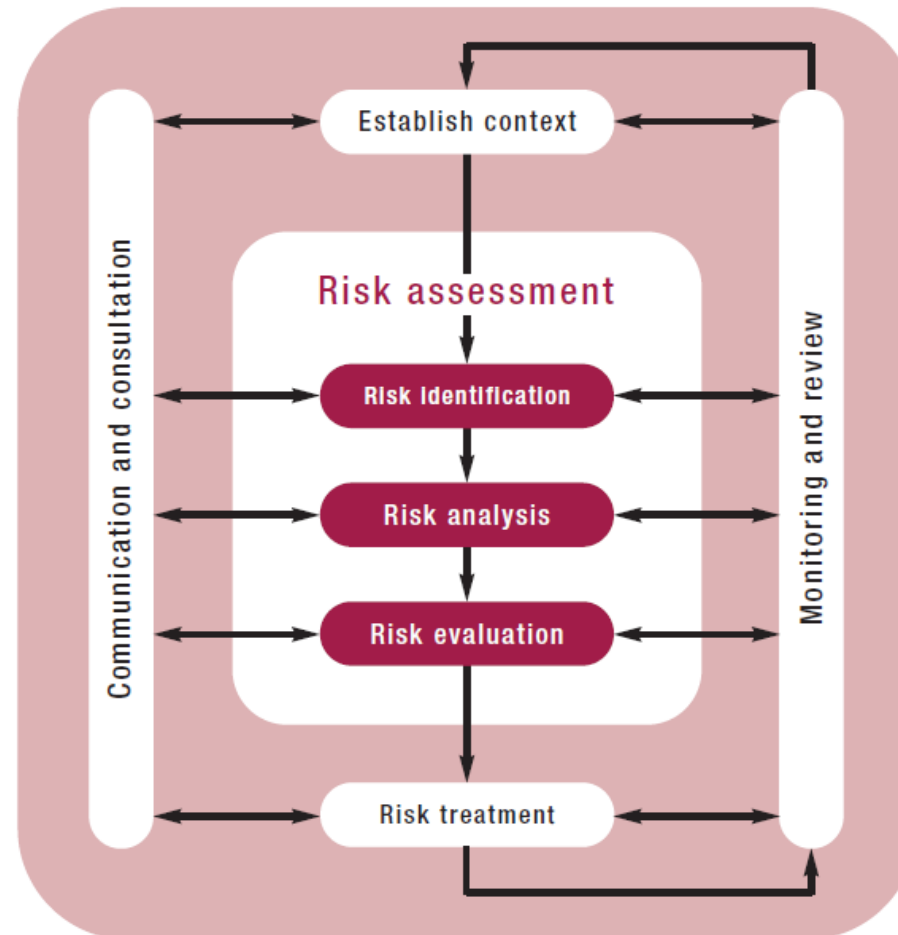 Establish context
Communication and consultation
Risk assessment
Risk identification
Risk analysis
Risk evaluation
Monitoring and review
Risk treatment